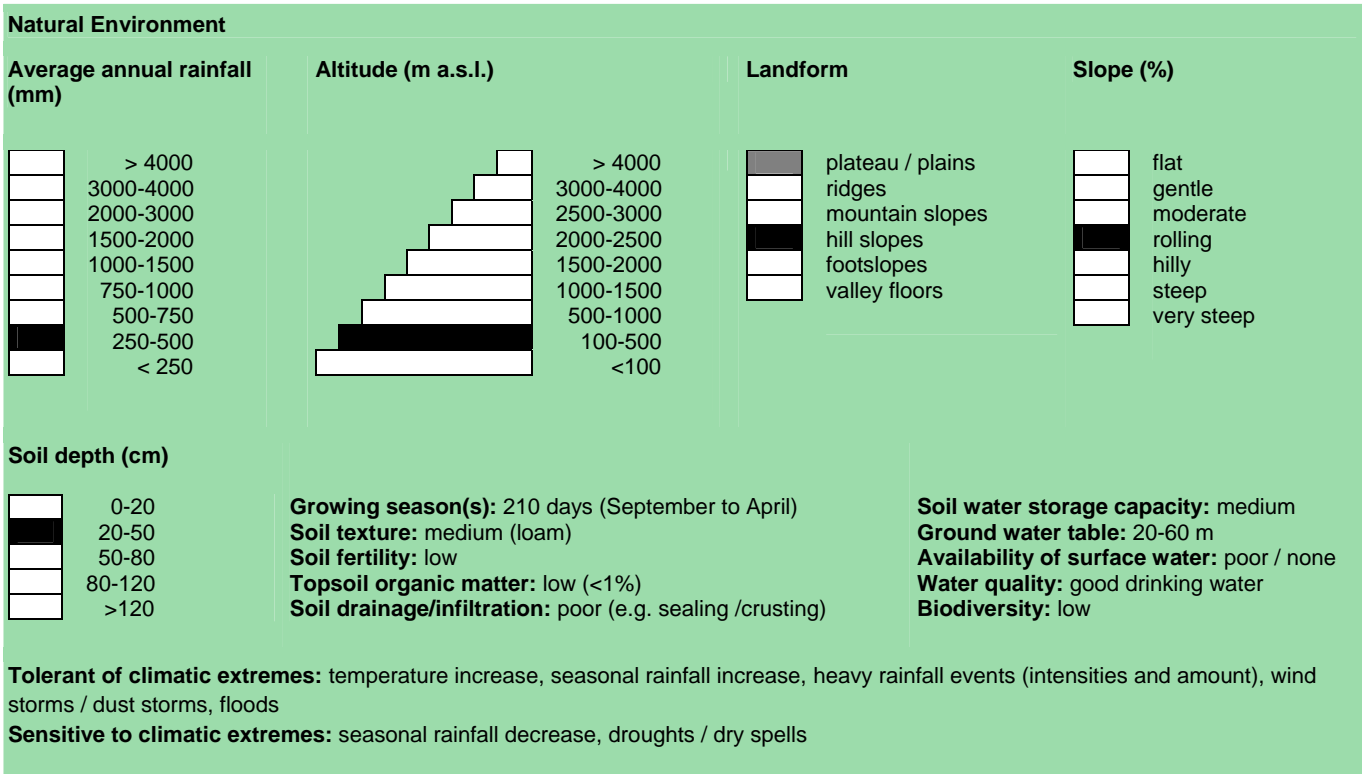 Natural Environment
Average annual rainfall (mm)
> 4000
3000-4000
2000-3000
1500-2000
1000-1500
750-1000
500-750
250-500
< 250
Altitude (m a.s.l.)
> 4000
3000-4000
2500-3000
2000-2500
1500-2000
1000-1500
500-1000
100-500
<100
Landform
plateau / plains
ridges
mountain slopes
hill slopes
footslopes
valley floors
Slope (%)
flat
gentle
moderate
rolling
hilly
steep
very steep
Soil depth (cm)
0-20
20-50
50-80
80-120
>120
Growing season(s): 210 days (September to April)
Soil texture: medium (loam)
Soil fertility: low
Topsoil organic matter: low (<1%)
Soil drainage/infiltration: poor (e.g. sealing /crusting)
Soil water storage capacity: medium
Ground water table: 20-60 m
Availability of surface water: poor / none
Water quality: good drinking water
Biodiversity: low
Tolerant of climatic extremes: temperature increase, seasonal rainfall increase, heavy rainfall events (intensities and amount), wind
storms / dust storms, floods
Sensitive to climatic extremes: seasonal rainfall decrease, droughts / dry spells